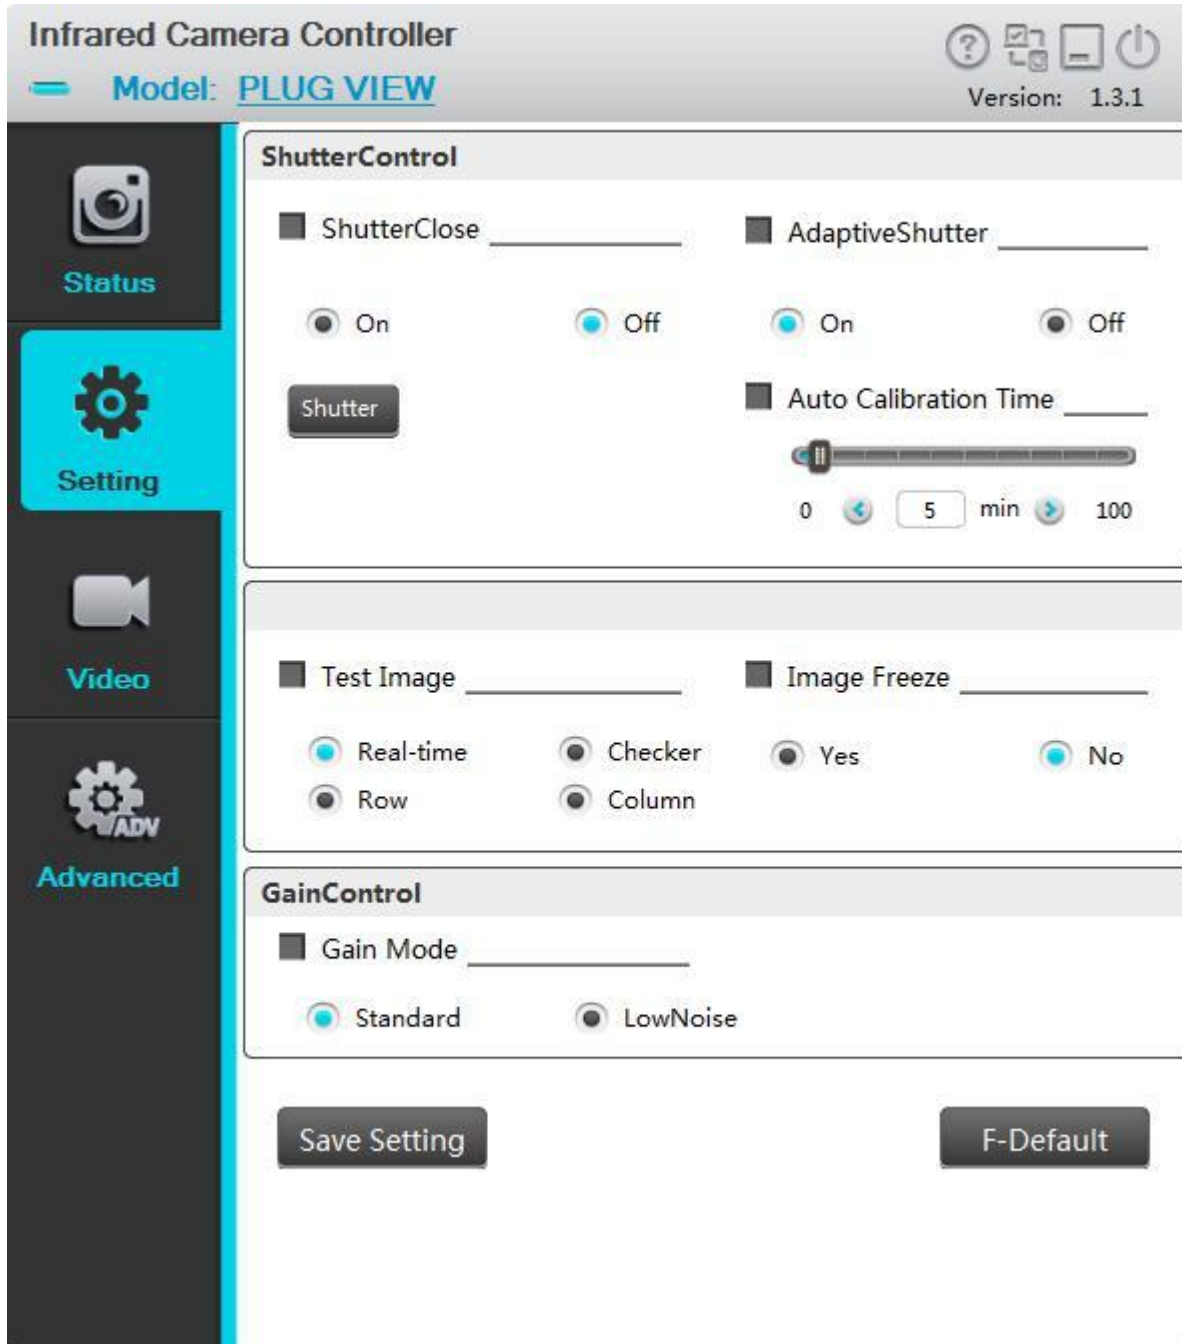 Infrared Camera Controller
Model: PLUG VIEW
Version: 1.3.1
Status
Setting
Video
ADV
Advanced
ShutterControl
ShutterClose
On Off
Shutter
AdaptiveShutter
On Off
Auto Calibration Time
0 5 min 100
Test Image
Real-time Checker
Row Column
Image Freeze
Yes No
GainControl
Gain Mode
Standard LowNoise
Save Setting F-Default